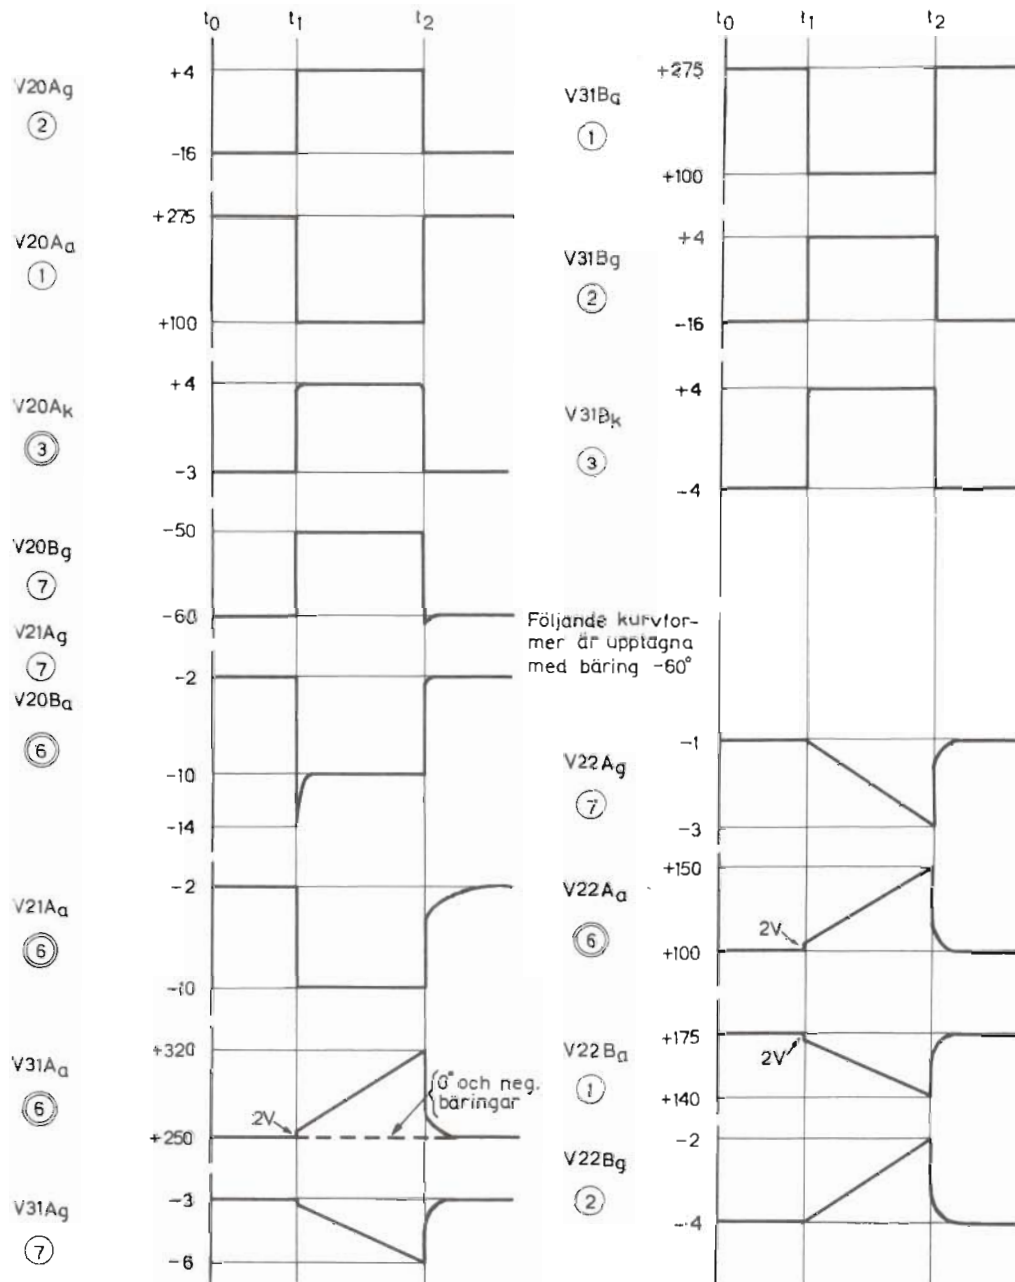 t0 t1 t2
V20Ag
2
+4
-16
V20Aa
1
+275
+100
V20Ak
3
+4
-3
V20Bg
7
-50
-60
V21Ag
7
V20Ba
6
-2
-10
-14
V21Aa
6
-2
-10
V31Aa
6
+320
2V
+250
0° och neg.
bäringar
V31Ag
7
-3
-6
t0 t1 t2
V31Ba
1
+275
+100
V31Bg
2
+4
-16
V31Bk
3
+4
-4
Följande kurvfor-
mer är upptagna
med bäring -60°
V22Ag
7
-1
-3
V22Aa
6
+150
2V
+100
V22Ba
1
+175
2V
+140
V22Bg
2
-2
-4